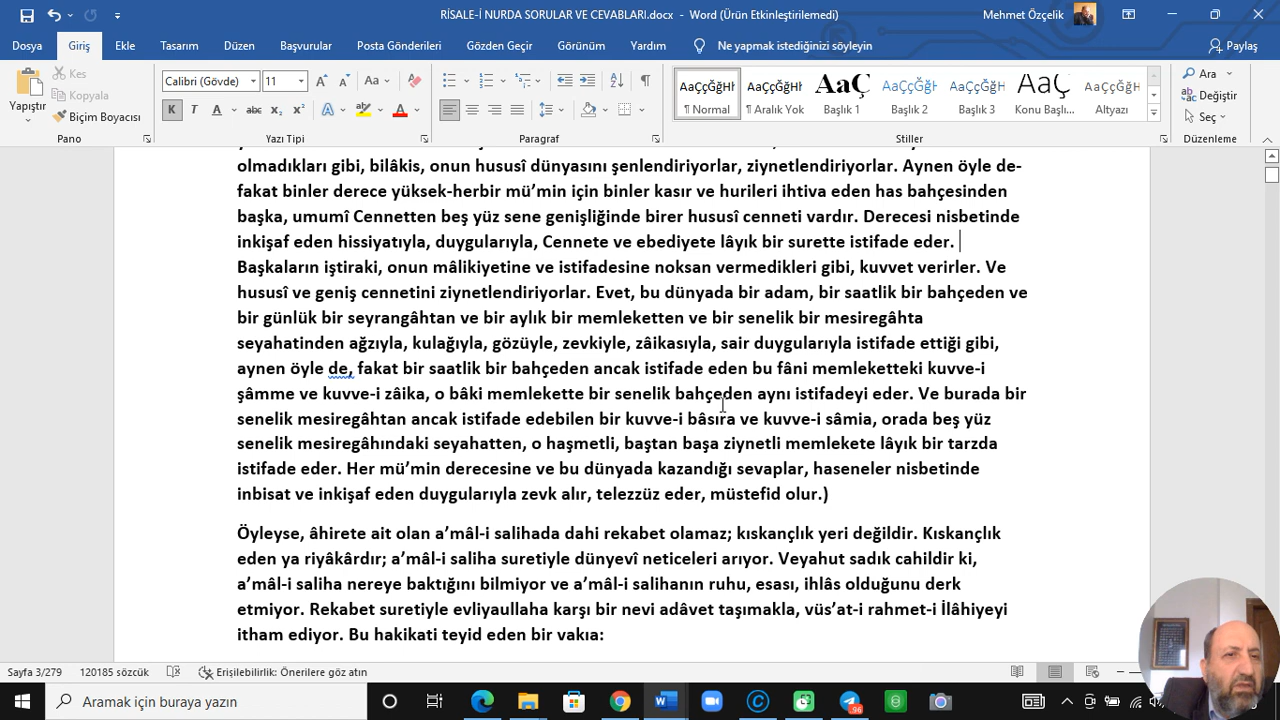 RİSALE-İ NURDA SORULAR VE CEVABLARI.docx - Word (Ürün Etkinleştirilemedi)
Mehmet Özçelik
Dosya Giriş Ekle Tasarım Düzen Başvurular Posta Gönderileri Gözden Geçir Görünüm Yardım Ne yapmak istediğinizi söyleyin Paylaş
Yapıştır
Kes
Kopyala
Biçim Boyacısı
Calibri (Gövde) 11
AaÇçĞğHł AaÇçĞğHł AaÇ AaÇçĞğł AaÇçĞğH AaÇçĞ AaÇçĞğH
¶ Normal ¶ Aralık Yok Başlık 1 Başlık 2 Başlık 3 Konu Başlı... Altyazı
Ara
Değiştir
Seç
Pano Yazı Tipi Paragraf Stiller Düzenleme
olmadıkları gibi, bilâkis, onun hususî dünyasını şenlendiriyorlar, ziynetlendiriyorlar. Aynen öyle de-
fakat binler derece yüksek-herbir mü’min için binler kasır ve hurileri ihtiva eden has bahçesinden
başka, umumî Cennetten beş yüz sene genişliğinde birer hususî cenneti vardır. Derecesi nisbetinde
inkişaf eden hissiyatıyla, duygularıyla, Cennete ve ebediyete lâyık bir surette istifade eder.
Başkaların iştiraki, onun mâlikiyetine ve istifadesine noksan vermedikleri gibi, kuvvet verirler. Ve
hususî ve geniş cennetini ziynetlendiriyorlar. Evet, bu dünyada bir adam, bir saatlik bir bahçeden ve
bir günlük bir seyrangâhtan ve bir aylık bir memleketten ve bir senelik bir mesiregâhta
seyahatinden ağzıyla, kulağıyla, gözüyle, zevkiyle, zâikasıyla, sair duygularıyla istifade ettiği gibi,
aynen öyle de, fakat bir saatlik bir bahçeden ancak istifade eden bu fâni memleketteki kuvve-i
şâmme ve kuvve-i zâika, o bâki memlekette bir senelik bahçeden aynı istifadeyi eder. Ve burada bir
senelik mesiregâhtan ancak istifade edebilen bir kuvve-i bâsıra ve kuvve-i sâmia, orada beş yüz
senelik mesiregâhındaki seyahatten, o haşmetli, baştan başa ziynetli memlekete lâyık bir tarzda
istifade eder. Her mü’min derecesine ve bu dünyada kazandığı sevaplar, haseneler nisbetinde
inbisat ve inkişaf eden duygularıyla zevk alır, telezzüz eder, müstefid olur.)
Öyleyse, âhirete ait olan a’mâl-i salihada dahi rekabet olamaz; kıskançlık yeri değildir. Kıskançlık
eden ya riyâkârdır; a’mâl-i saliha suretiyle dünyevî neticeleri arıyor. Veyahut sadık cahildir ki,
a’mâl-i saliha nereye baktığını bilmiyor ve a’mâl-i salihanın ruhu, esası, ihlâs olduğunu derk
etmiyor. Rekabet suretiyle evliyaullaha karşı bir nevi adâvet taşımakla, vüs’at-i rahmet-i İlâhiyeyi
itham ediyor. Bu hakikati teyid eden bir vakıa:
Sayfa 3/279 120185 sözcük Erişilebilirlik: Önerilere göz atın
Aramak için buraya yazın
96